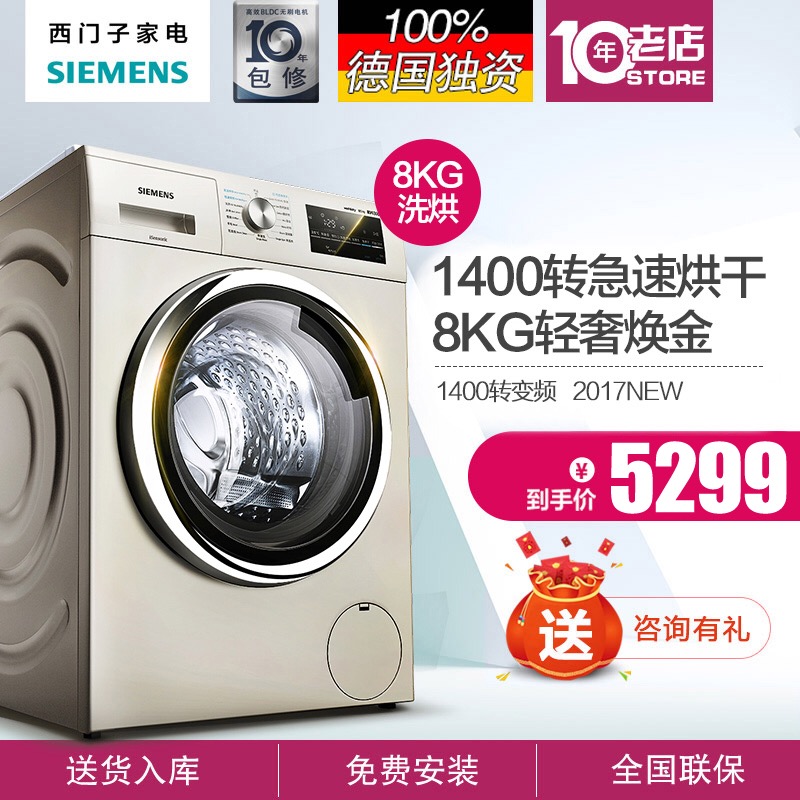 西门子家电
SIEMENS
高效BLDC无刷电机
10年
包修
100%
德国独资
10年老店
STORE
8KG
洗烘
SIEMENS
1400转急速烘干
8KG轻奢焕金
1400转变频 2017NEW
¥
到手价 5299
送
咨询有礼
送货入库
免费安装
全国联保